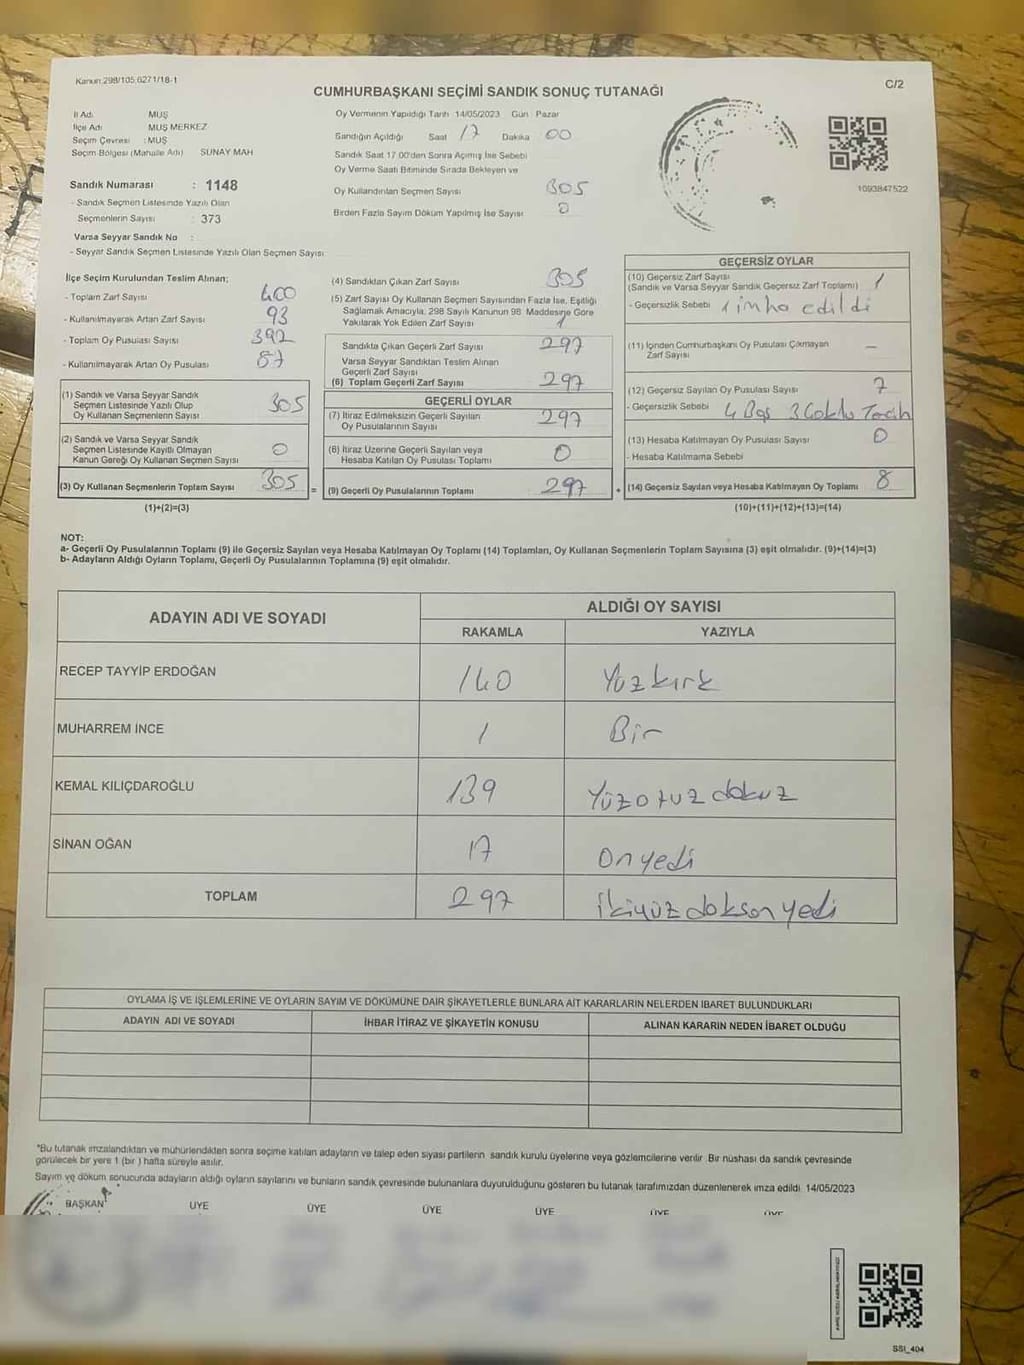 Kanun:298/105,6271/18-1
C/2
CUMHURBAŞKANI SEÇİMİ SANDIK SONUÇ TUTANAĞI
İl Adı MUŞ
İlçe Adı MUŞ MERKEZ
Seçim Çevresi : MUŞ
Seçim Bölgesi (Mahalle Adı) SUNAY MAH
Sandık Numarası : 1148
- Sandık Seçmen Listesinde Yazılı Olan
Seçmenlerin Sayısı : 373
Varsa Seyyar Sandık No :
- Seyyar Sandık Seçmen Listesinde Yazılı Olan Seçmen Sayısı
Oy Vermenin Yapıldığı Tarih 14/05/2023 Gün Pazar
Sandığın Açıldığı Saat 17 Dakika 00
Sandık Saat 17 00'den Sonra Açılmış İse Sebebi
Oy Verme Saati Bitiminde Sırada Bekleyen ve
Oy Kullandırılan Seçmen Sayısı 305
Birden Fazla Sayım Döküm Yapılmış İse Sayısı 0
1093847522
İlçe Seçim Kurulundan Teslim Alınan;
- Toplam Zarf Sayısı 400
- Kullanılmayarak Artan Zarf Sayısı 93
- Toplam Oy Pusulası Sayısı 392
- Kullanılmayarak Artan Oy Pusulası 87
(1) Sandık ve Varsa Seyyar Sandık
Seçmen Listesinde Yazılı Olup
Oy Kullanan Seçmenlerin Sayısı 305
(2) Sandık ve Varsa Seyyar Sandık
Seçmen Listesinde Kayıtlı Olmayan
Kanun Gereği Oy Kullanan Seçmen Sayısı 0
(3) Oy Kullanan Seçmenlerin Toplam Sayısı 305
=
(1)+(2)=(3)
(4) Sandıktan Çıkan Zarf Sayısı 305
(5) Zarf Sayısı Oy Kullanan Seçmen Sayısından Fazla İse, Eşitliği
Sağlamak Amacıyla, 298 Sayılı Kanunun 98 Maddesine Göre
Yakılarak Yok Edilen Zarf Sayısı 1
Sandıkta Çıkan Geçerli Zarf Sayısı 297
Varsa Seyyar Sandıktan Teslim Alınan
Geçerli Zarf Sayısı
(6) Toplam Geçerli Zarf Sayısı 297
GEÇERLİ OYLAR
(7) İtiraz Edilmeksizin Geçerli Sayılan
Oy Pusulalarının Sayısı 297
(8) İtiraz Üzerine Geçerli Sayılan veya
Hesaba Katılan Oy Pusulası Toplamı 0
(9) Geçerli Oy Pusulalarının Toplamı 297
+
GEÇERSİZ OYLAR
(10) Geçersiz Zarf Sayısı 1
(Sandık ve Varsa Seyyar Sandık Geçersiz Zarf Toplamı)
- Geçersizlik Sebebi 1 imha edildi
(11) İçinden Cumhurbaşkanı Oy Pusulası Çıkmayan
Zarf Sayısı -
(12) Geçersiz Sayılan Oy Pusulası Sayısı 7
- Geçersizlik Sebebi 4 Boş 3 Çoklu Tercih
(13) Hesaba Katılmayan Oy Pusulası Sayısı 0
- Hesaba Katılmama Sebebi
(14) Geçersiz Sayılan veya Hesaba Katılmayan Oy Toplamı 8
(10)+(11)+(12)+(13)=(14)
NOT:
a- Geçerli Oy Pusulalarının Toplamı (9) ile Geçersiz Sayılan veya Hesaba Katılmayan Oy Toplamı (14) Toplamları, Oy Kullanan Seçmenlerin Toplam Sayısına (3) eşit olmalıdır. (9)+(14)=(3)
b- Adayların Aldığı Oyların Toplamı, Geçerli Oy Pusulalarının Toplamına (9) eşit olmalıdır.
ADAYIN ADI VE SOYADI ALDIĞI OY SAYISI
RAKAMLA YAZIYLA
RECEP TAYYİP ERDOĞAN 140 Yüzkırk
MUHARREM İNCE 1 Bir
KEMAL KILIÇDAROĞLU 139 Yüzotuzdokuz
SİNAN OĞAN 17 Onyedi
TOPLAM 297 ikiyüzdoksanyedi
OYLAMA İŞ VE İŞLEMLERİNE VE OYLARIN SAYIM VE DÖKÜMÜNE DAİR ŞİKAYETLERLE BUNLARA AİT KARARLARIN NELERDEN İBARET BULUNDUKLARI
ADAYIN ADI VE SOYADI İHBAR İTİRAZ VE ŞİKAYETİN KONUSU ALINAN KARARIN NEDEN İBARET OLDUĞU
*Bu tutanak imzalandıktan ve mühürlendikten sonra seçime katılan adayların ve talep eden siyasi partilerin sandık kurulu üyelerine veya gözlemcilerine verilir. Bir nüshası da sandık çevresinde
görülecek bir yere 1 (bir ) hafta süreyle asılır.
Sayım ve döküm sonucunda adayların aldığı oyların sayılarını ve bunların sandık çevresinde bulunanlara duyurulduğunu gösteren bu tutanak tarafımızdan düzenlenerek imza edildi 14/05/2023
BAŞKAN ÜYE ÜYE ÜYE ÜYE ÜYE ÜYE
SSI_404